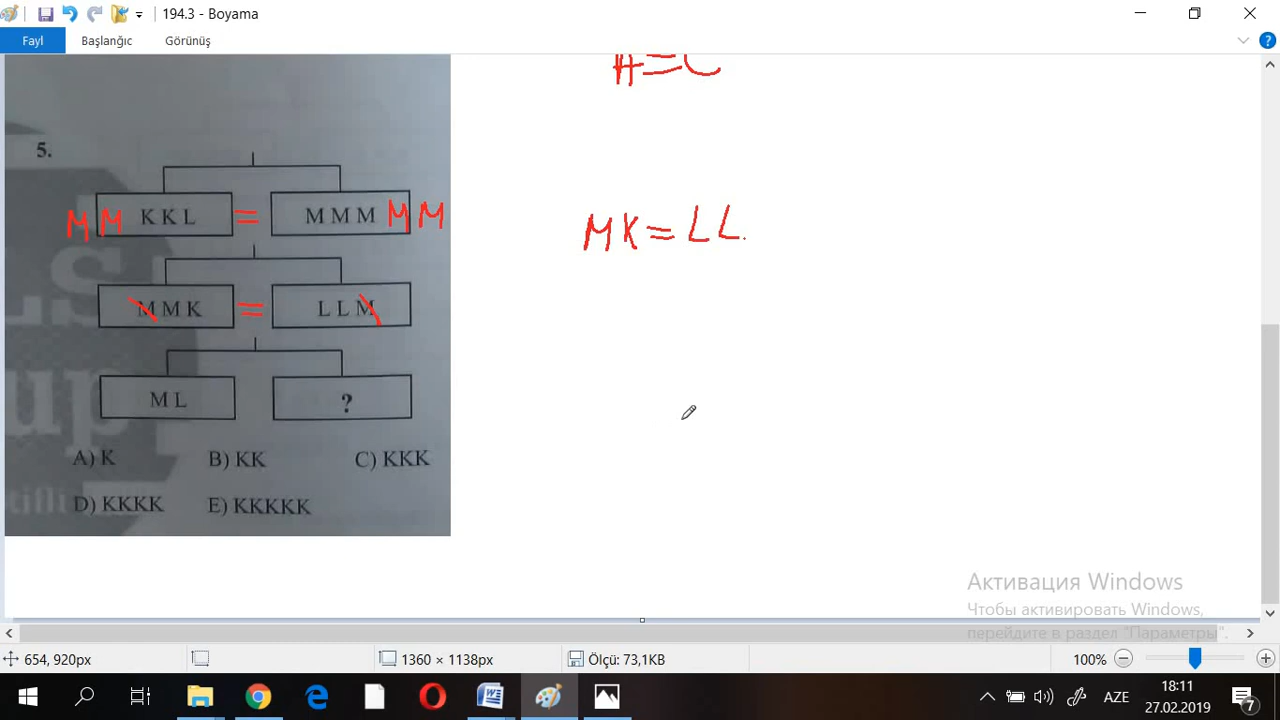 194.3 - Boyama
Fayl Başlanğıc Görünüş
A = C
5.
MM KKL = MMM MM
MK = LL.
MMK = LLM
ML ?
A) K B) KK C) KKK
D) KKKK E) KKKKK
Активация Windows
Чтобы активировать Windows,
перейдите в раздел "Параметры".
654, 920px 1360 × 1138px Ölçü: 73,1KB 100%
AZE 18:11
27.02.2019 7